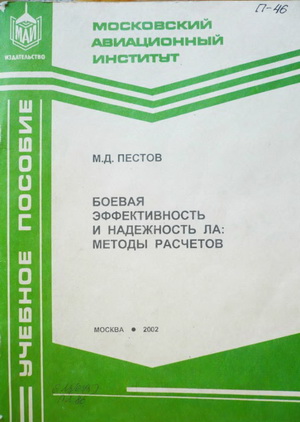 П-46
МАИ
ИЗДАТЕЛЬСТВО
МОСКОВСКИЙ
АВИАЦИОННЫЙ
ИНСТИТУТ
УЧЕБНОЕ ПОСОБИЕ
М.Д. ПЕСТОВ
БОЕВАЯ
ЭФФЕКТИВНОСТЬ
И НАДЕЖНОСТЬ ЛА:
МЕТОДЫ РАСЧЕТОВ
МОСКВА ● 2002